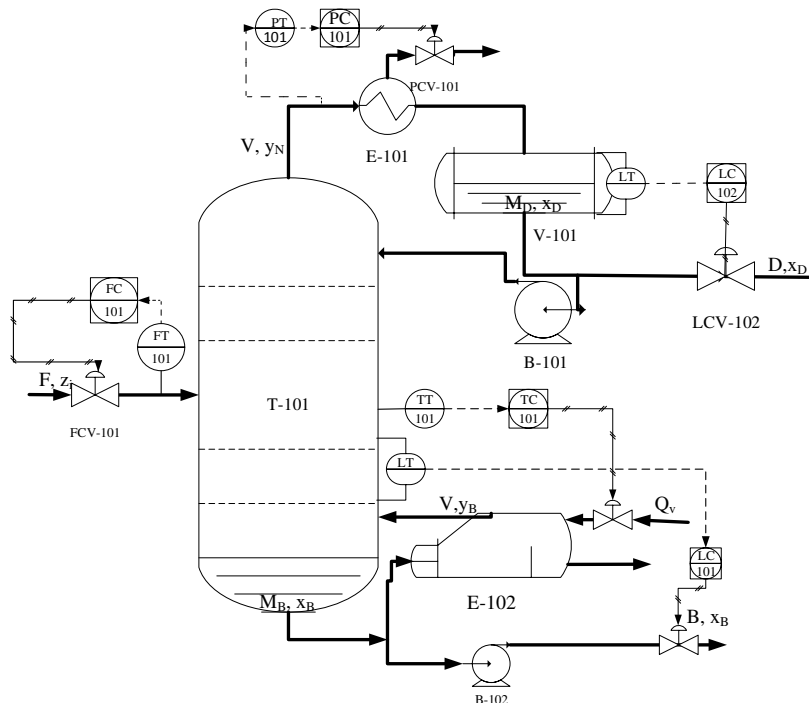 PT
101
PC
101
PCV-101
E-101
V, y_N
LT
LC
102
M_D, x_D
V-101
D,x_D
LCV-102
B-101
FC
101
FT
101
F, z_i
FCV-101
T-101
TT
101
TC
101
LT
V,y_B
Q_v
LC
101
E-102
M_B, x_B
B, x_B
B-102